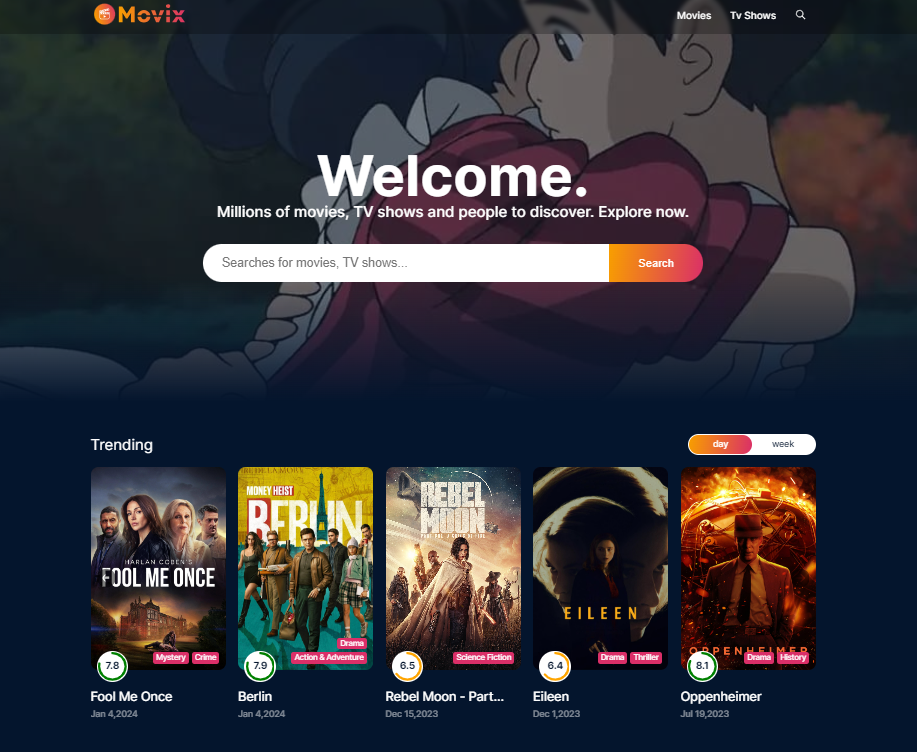 Movix
Movies Tv Shows
Welcome.
Millions of movies, TV shows and people to discover. Explore now.
Searches for movies, TV shows...
Search
Trending
day week
HARLAN COBEN'S
FOOL ME ONCE
7.8
Mystery Crime
Fool Me Once
Jan 4,2024
MONEY HEIST
BERLIN
Drama
7.9
Action & Adventure
Berlin
Jan 4,2024
REBEL
MOON
6.5
Science Fiction
Rebel Moon - Part...
Dec 15,2023
EILEEN
6.4
Drama Thriller
Eileen
Dec 1,2023
OPPENHEIMER
8.1
Drama History
Oppenheimer
Jul 19,2023